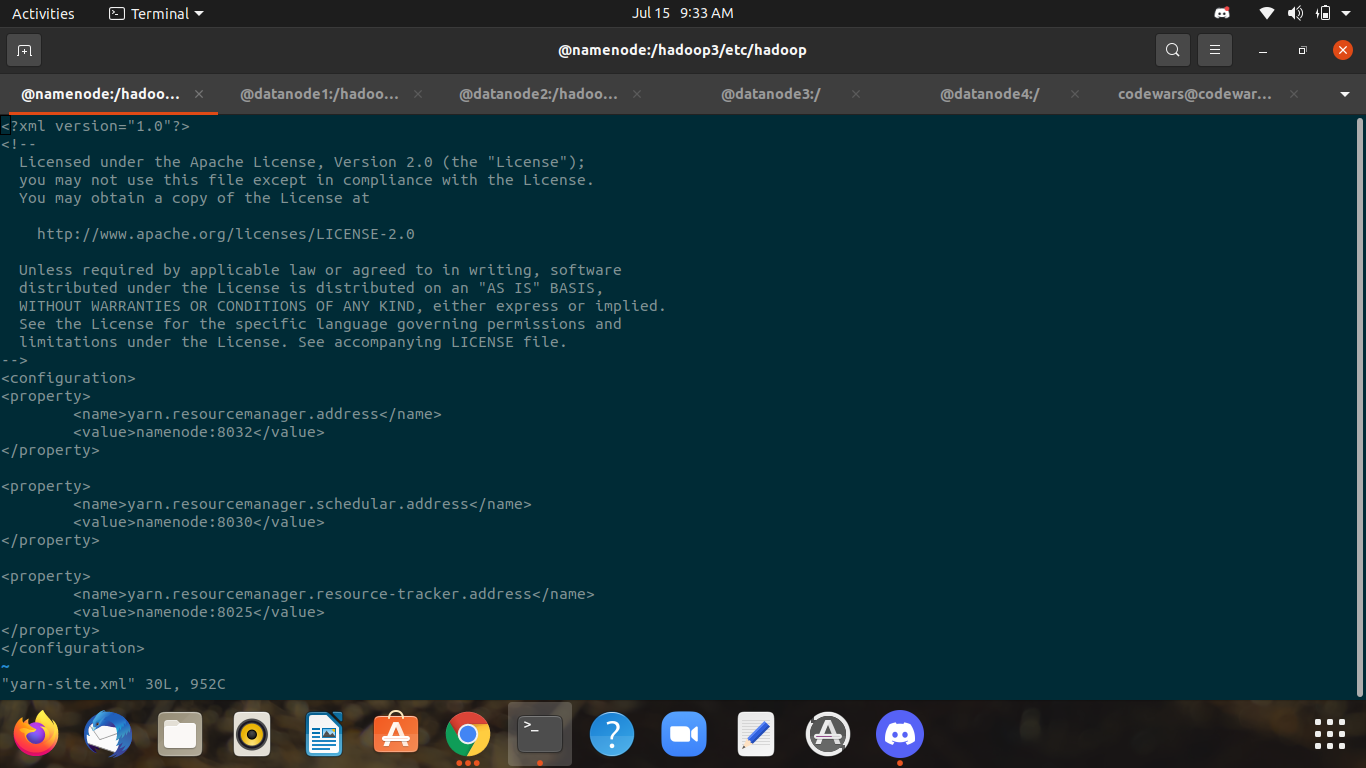 Activities
Terminal
Jul 15 9:33 AM
@namenode:/hadoop3/etc/hadoop
@namenode:/hadoo...
@datanode1:/hadoo...
@datanode2:/hadoo...
@datanode3:/
@datanode4:/
codewars@codewar...
<?xml version="1.0"?>
<!--
  Licensed under the Apache License, Version 2.0 (the "License");
  you may not use this file except in compliance with the License.
  You may obtain a copy of the License at

    http://www.apache.org/licenses/LICENSE-2.0

  Unless required by applicable law or agreed to in writing, software
  distributed under the License is distributed on an "AS IS" BASIS,
  WITHOUT WARRANTIES OR CONDITIONS OF ANY KIND, either express or implied.
  See the License for the specific language governing permissions and
  limitations under the License. See accompanying LICENSE file.
-->
<configuration>
<property>
        <name>yarn.resourcemanager.address</name>
        <value>namenode:8032</value>
</property>

<property>
        <name>yarn.resourcemanager.schedular.address</name>
        <value>namenode:8030</value>
</property>

<property>
        <name>yarn.resourcemanager.resource-tracker.address</name>
        <value>namenode:8025</value>
</property>
</configuration>
~
"yarn-site.xml" 30L, 952C